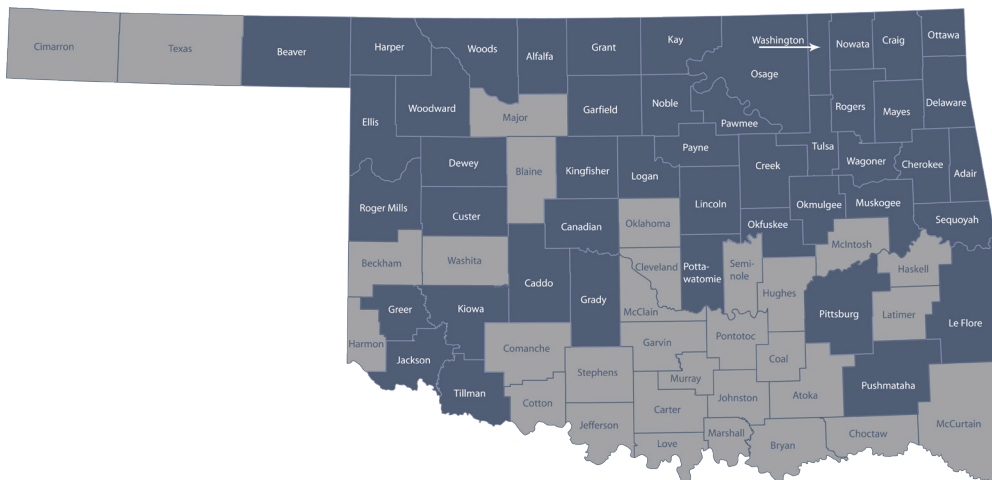 Cimarron
Texas
Beaver
Harper
Woods
Alfalfa
Grant
Kay
Washington
Nowata
Craig
Ottawa
Osage
Ellis
Woodward
Major
Garfield
Noble
Pawnee
Rogers
Mayes
Delaware
Dewey
Blaine
Kingfisher
Logan
Payne
Creek
Tulsa
Wagoner
Cherokee
Adair
Roger Mills
Custer
Canadian
Oklahoma
Lincoln
Okfuskee
Okmulgee
Muskogee
Sequoyah
Beckham
Washita
Caddo
Grady
Cleveland
Potta-
watomie
Semi-
nole
Hughes
McIntosh
Haskell
Greer
Kiowa
McClain
Pittsburg
Latimer
Le Flore
Harmon
Jackson
Comanche
Garvin
Pontotoc
Coal
Tillman
Cotton
Stephens
Murray
Johnston
Atoka
Pushmataha
Jefferson
Carter
Love
Marshall
Bryan
Choctaw
McCurtain